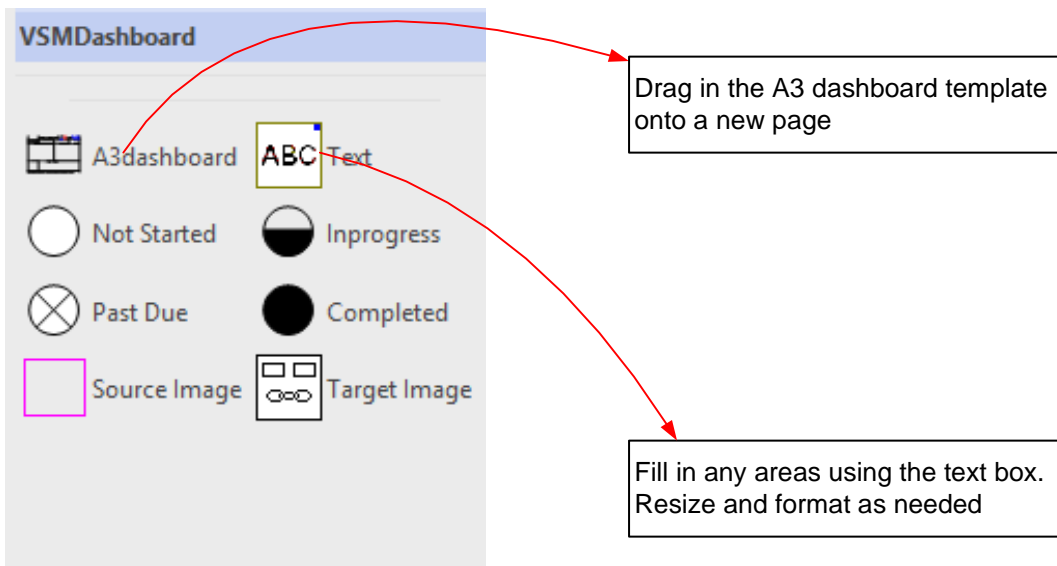 VSMDashboard
Drag in the A3 dashboard template
onto a new page
A3dashboard
ABC Text
Not Started
Inprogress
Past Due
Completed
Source Image
Target Image
Fill in any areas using the text box.
Resize and format as needed